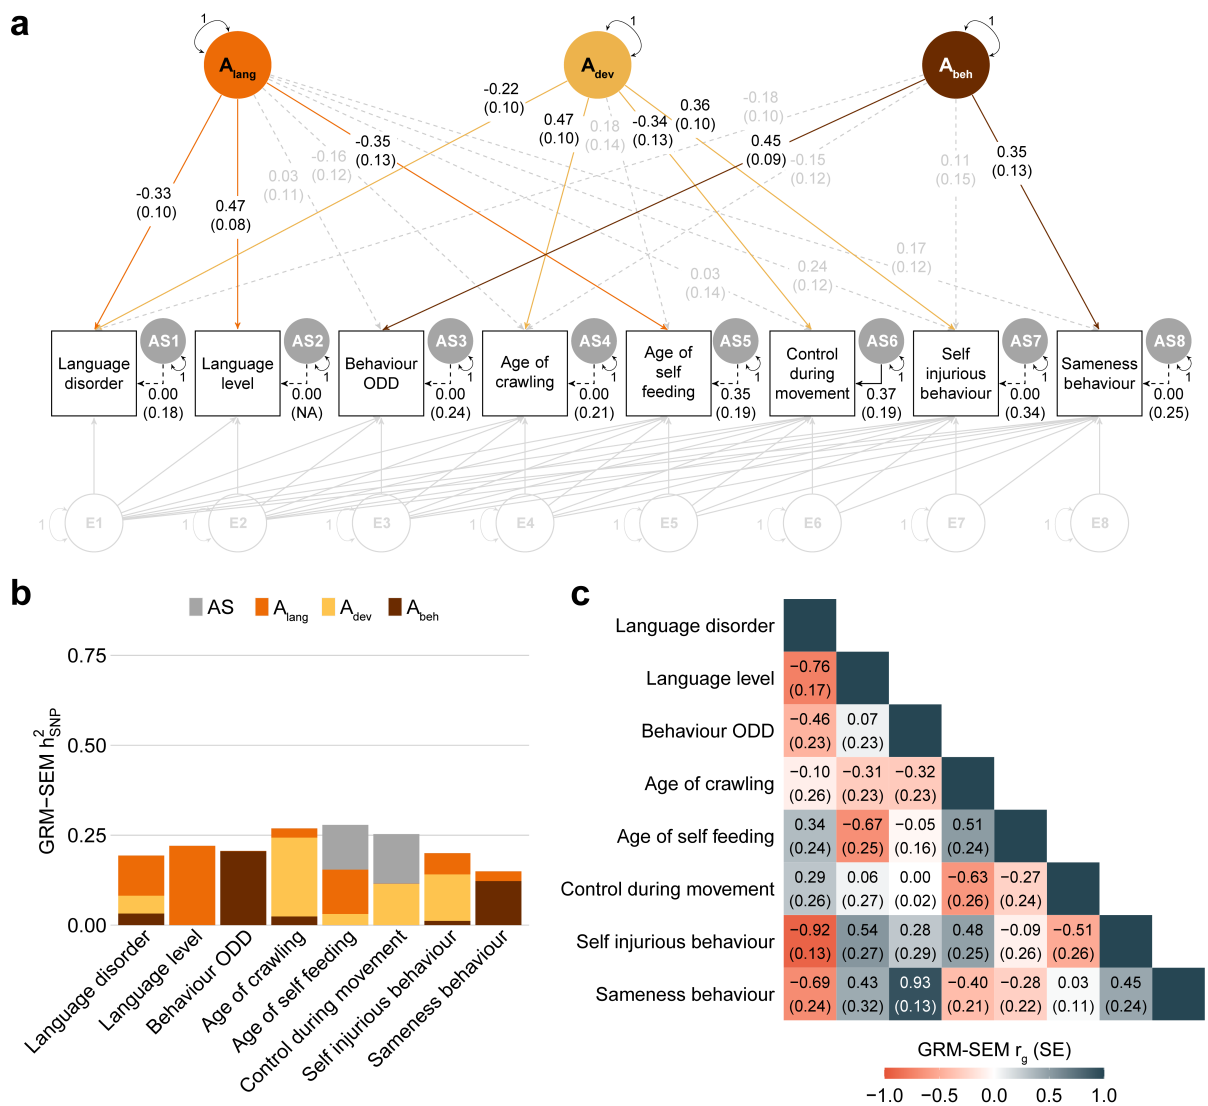 a
1
1
1
A_lang
A_dev
A_beh
-0.22
(0.10)
0.47
(0.10)
0.18
(0.14)
-0.34
(0.13)
0.36
(0.10)
-0.18
(0.10)
0.45
(0.09)
-0.15
(0.12)
0.11
(0.15)
0.35
(0.13)
-0.35
(0.13)
-0.16
(0.12)
0.03
(0.11)
-0.33
(0.10)
0.47
(0.08)
0.03
(0.14)
0.24
(0.12)
0.17
(0.12)
Language
disorder
AS1
1
0.00
(0.18)
Language
level
AS2
1
0.00
(NA)
Behaviour
ODD
AS3
1
0.00
(0.24)
Age of
crawling
AS4
1
0.00
(0.21)
Age of
self
feeding
AS5
1
0.35
(0.19)
Control
during
movement
AS6
1
0.37
(0.19)
Self
injurious
behaviour
AS7
1
0.00
(0.34)
Sameness
behaviour
AS8
1
0.00
(0.25)
1 E1
1 E2
1 E3
1 E4
1 E5
1 E6
1 E7
1 E8
b
AS A_lang A_dev A_beh
GRM−SEM h²_SNP
0.75
0.50
0.25
0.00
Language disorder
Language level
Behaviour ODD
Age of crawling
Age of self feeding
Control during movement
Self injurious behaviour
Sameness behaviour
c
Language disorder
Language level
−0.76
(0.17)
Behaviour ODD
−0.46 0.07
(0.23) (0.23)
Age of crawling
−0.10 −0.31 −0.32
(0.26) (0.23) (0.23)
Age of self feeding
0.34 −0.67 −0.05 0.51
(0.24) (0.25) (0.16) (0.24)
Control during movement
0.29 0.06 0.00 −0.63 −0.27
(0.26) (0.27) (0.02) (0.26) (0.24)
Self injurious behaviour
−0.92 0.54 0.28 0.48 −0.09 −0.51
(0.13) (0.27) (0.29) (0.25) (0.26) (0.26)
Sameness behaviour
−0.69 0.43 0.93 −0.40 −0.28 0.03 0.45
(0.24) (0.32) (0.13) (0.21) (0.22) (0.11) (0.24)
GRM-SEM r_g (SE)
−1.0 −0.5 0.0 0.5 1.0